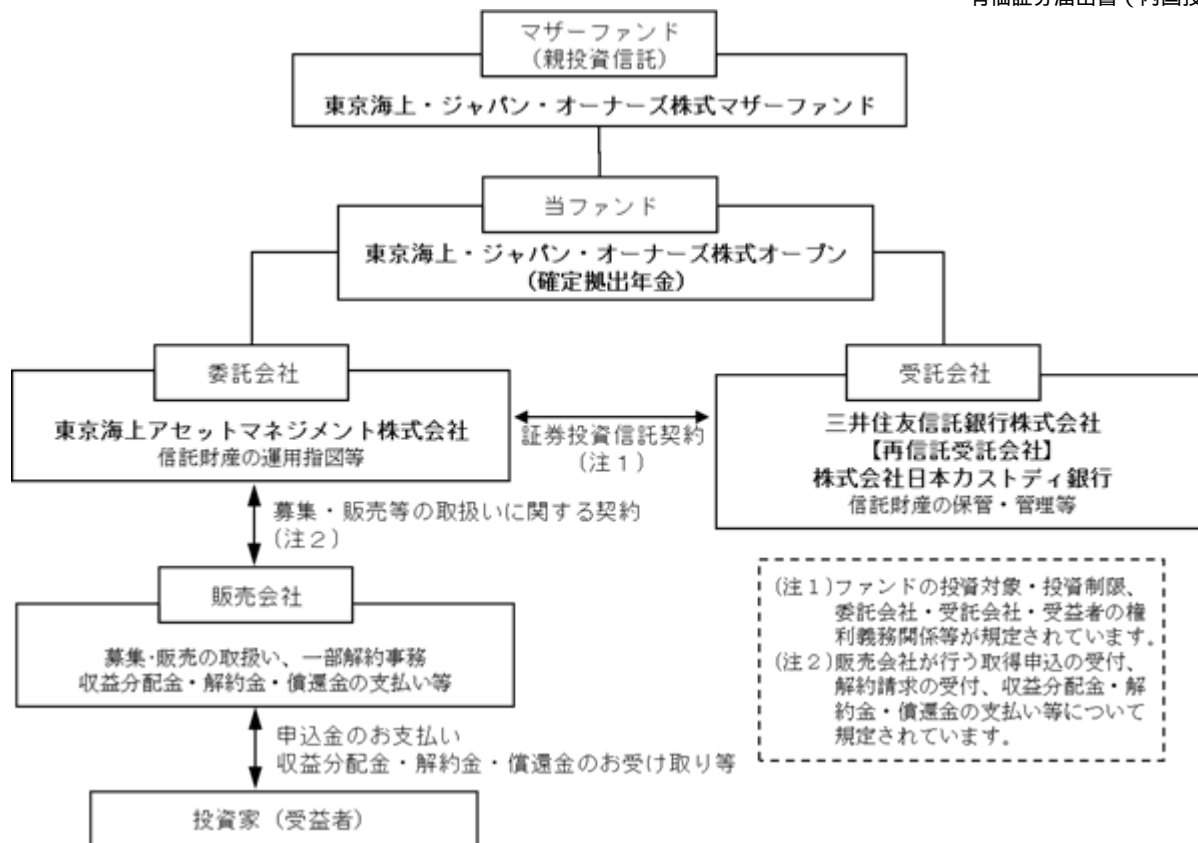 マザーファンド
(親投資信託)
東京海上・ジャパン・オーナーズ株式マザーファンド
当ファンド
東京海上・ジャパン・オーナーズ株式オープン
(確定拠出年金)
委託会社
東京海上アセットマネジメント株式会社
信託財産の運用指図等
証券投資信託契約
(注1)
受託会社
三井住友信託銀行株式会社
【再信託受託会社】
株式会社日本カストディ銀行
信託財産の保管・管理等
募集・販売等の取扱いに関する契約
(注2)
販売会社
募集・販売の取扱い、一部解約事務
収益分配金・解約金・償還金の支払い等
(注1)ファンドの投資対象・投資制限、
委託会社・受託会社・受益者の権
利義務関係等が規定されています。
(注2)販売会社が行う取得申込の受付、
解約請求の受付、収益分配金・解
約金・償還金の支払い等について
規定されています。
申込金のお支払い
収益分配金・解約金・償還金のお受け取り等
投資家(受益者)